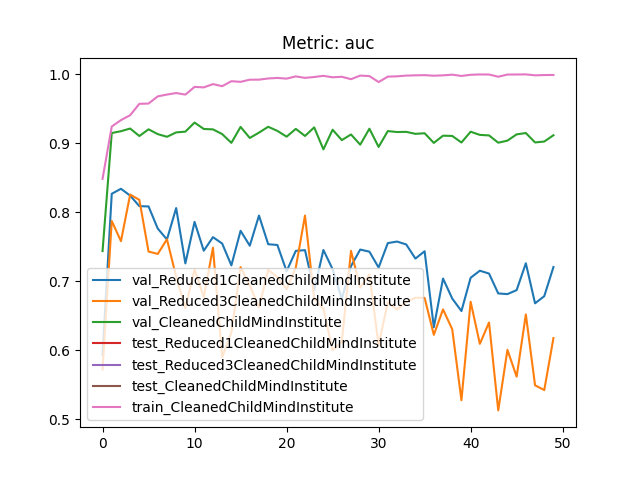 Metric: auc
1.0
0.9
0.8
0.7
0.6
0.5
val_Reduced1CleanedChildMindInstitute
val_Reduced3CleanedChildMindInstitute
val_CleanedChildMindInstitute
test_Reduced1CleanedChildMindInstitute
test_Reduced3CleanedChildMindInstitute
test_CleanedChildMindInstitute
train_CleanedChildMindInstitute
0 10 20 30 40 50